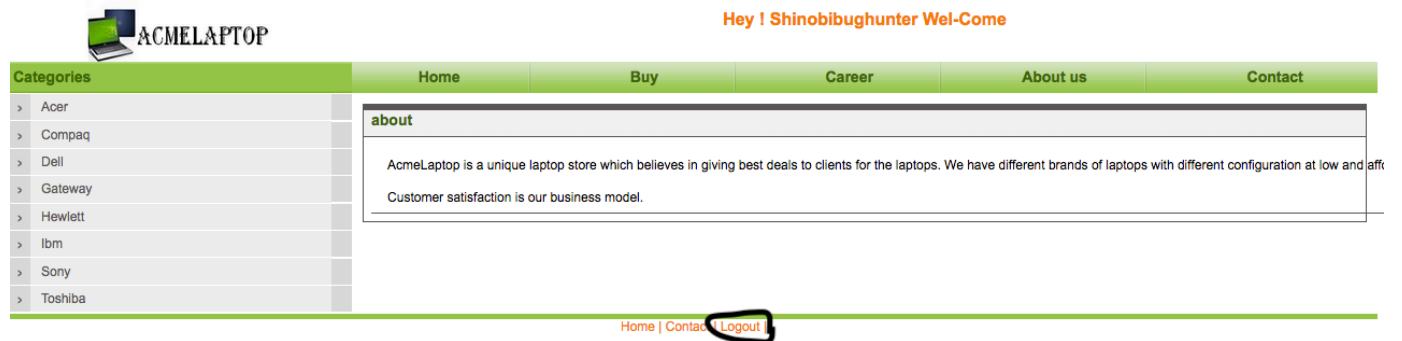 ACMELAPTOP
Hey ! Shinobibughunter Wel-Come
Categories
Home Buy Career About us Contact
Acer
Compaq
Dell
Gateway
Hewlett
Ibm
Sony
Toshiba
about
AcmeLaptop is a unique laptop store which believes in giving best deals to clients for the laptops. We have different brands of laptops with different configuration at low and
Customer satisfaction is our business model.
Home | Contact | Logout |